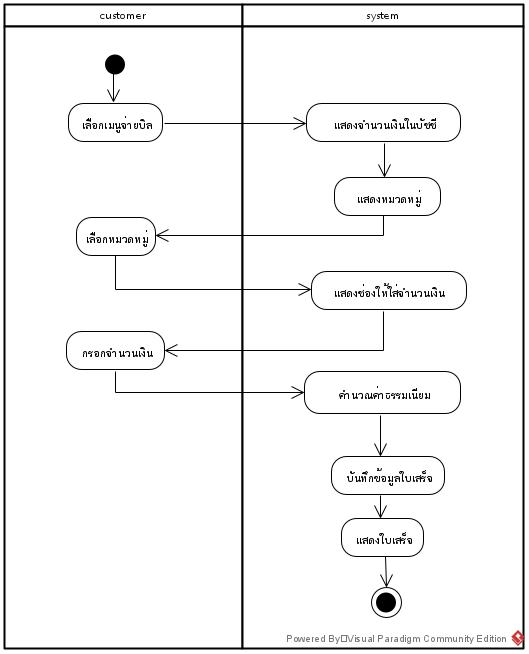 customer
system
เลือกเมนูจ่ายบิล
แสดงจำนวนเงินในบัชชี
แสดงหมวดหมู่
เลือกหมวดหมู่
แสดงช่องให้ใส่จำนวนเงิน
กรอกจำนวนเงิน
คำนวณค่าธรรมเนียม
บันทึกข้อมูลใบเสร็จ
แสดงใบเสร็จ
Powered By□Visual Paradigm Community Edition